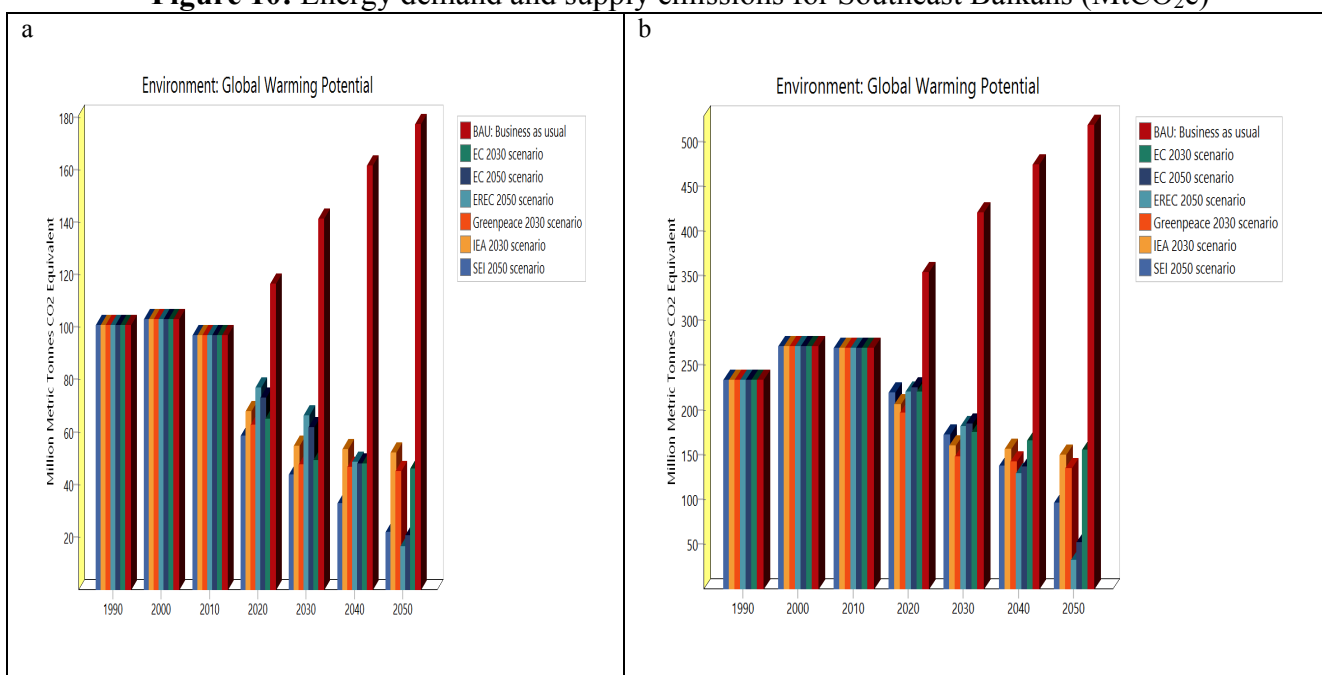 Figure 10: Energy demand and supply emissions for Southeast Balkans (MtCO₂e)
a
Environment: Global Warming Potential
Million Metric Tonnes CO2 Equivalent
180
160
140
120
100
80
60
40
20
1990 2000 2010 2020 2030 2040 2050
BAU: Business as usual
EC 2030 scenario
EC 2050 scenario
EREC 2050 scenario
Greenpeace 2030 scenario
IEA 2030 scenario
SEI 2050 scenario
b
Environment: Global Warming Potential
Million Metric Tonnes CO2 Equivalent
500
450
400
350
300
250
200
150
100
50
1990 2000 2010 2020 2030 2040 2050
BAU: Business as usual
EC 2030 scenario
EC 2050 scenario
EREC 2050 scenario
Greenpeace 2030 scenario
IEA 2030 scenario
SEI 2050 scenario